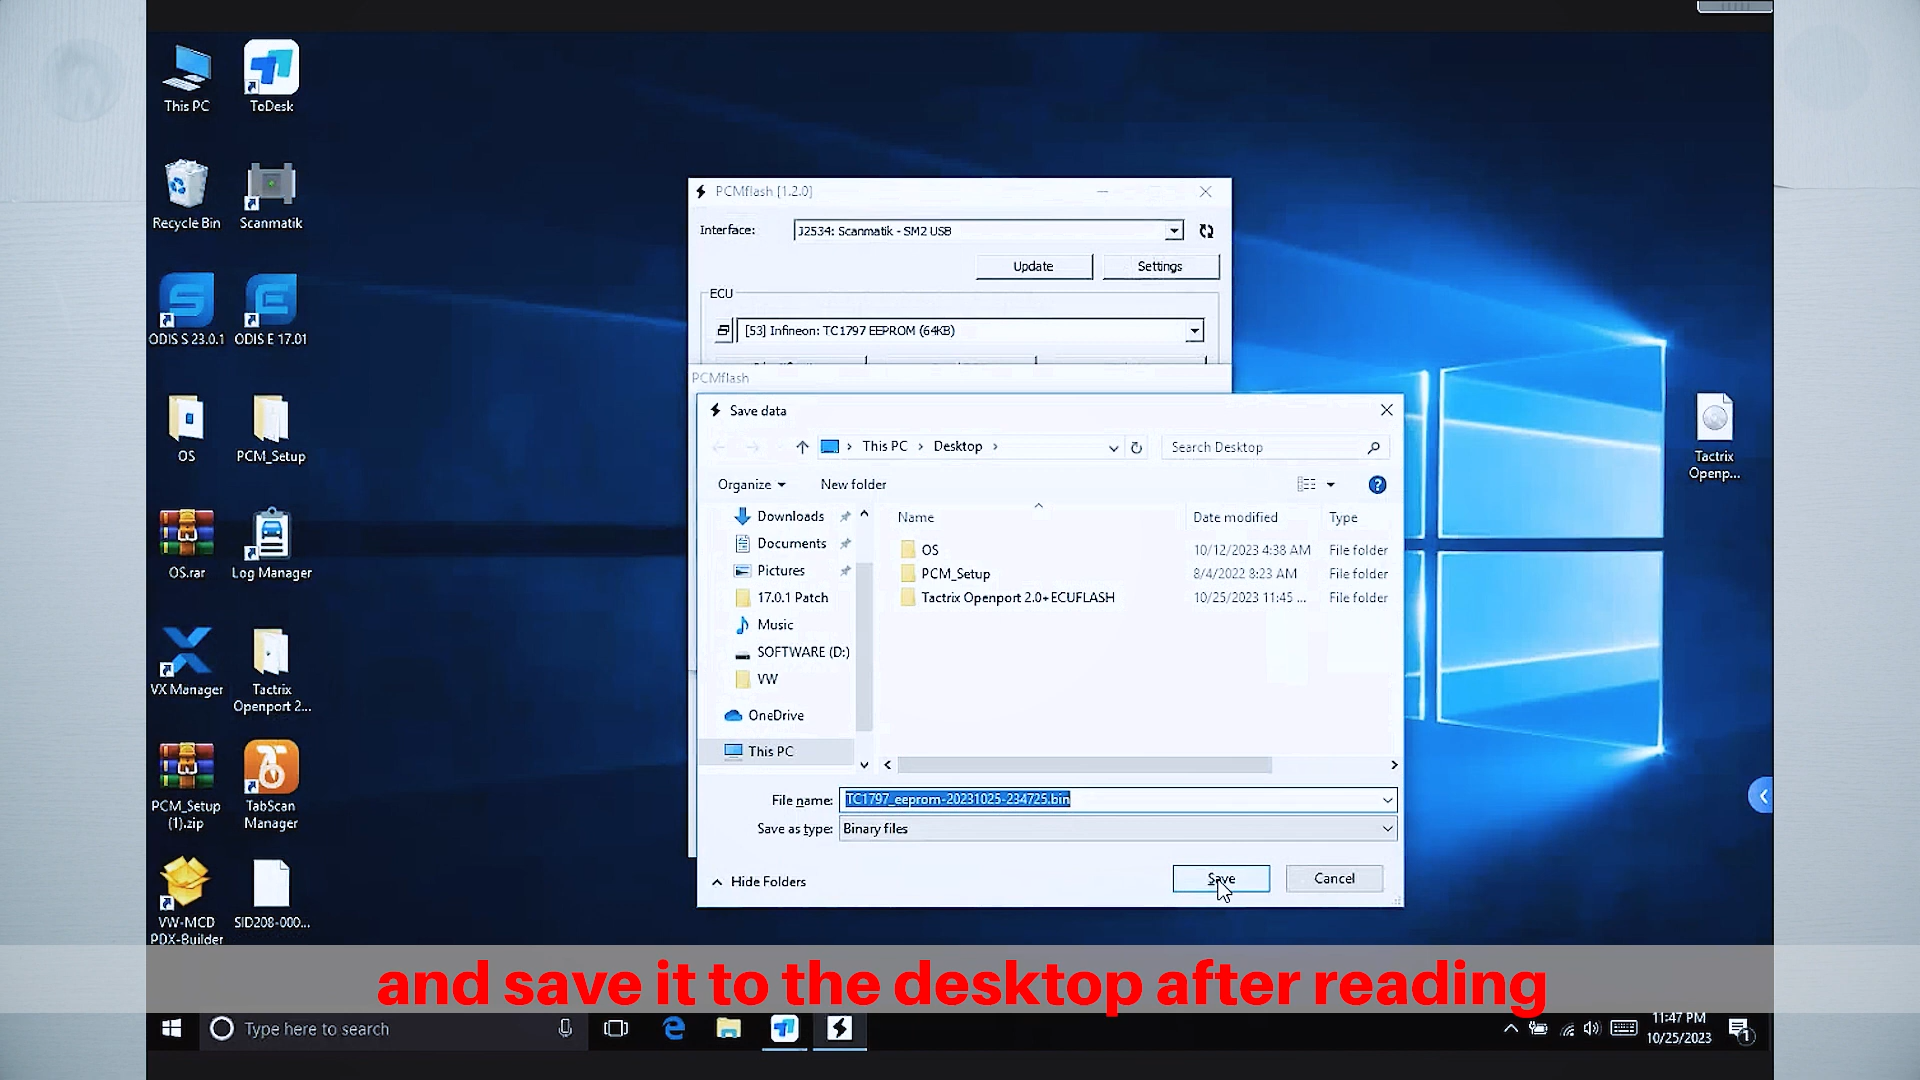 This PC
ToDesk
Recycle Bin
Scanmatik
ODIS S 23.0.1
ODIS E 17.01
OS
PCM_Setup
OS.rar
Log Manager
VX Manager
Tactrix
Openport 2...
PCM_Setup
(1).zip
TabScan
Manager
VW-MCD
PDX-Builder
SID208-000...
Tactrix
Openp...
PCMflash [1.2.0]
Interface:
J2534: Scanmatik - SM2 USB
Update
Settings
ECU
[53] Infineon: TC1797 EEPROM (64KB)
PCMflash
Save data
This PC
Desktop
Search Desktop
Organize
New folder
Downloads
Documents
Pictures
17.0.1 Patch
Music
SOFTWARE (D:)
VW
OneDrive
This PC
Name
Date modified
Type
OS
10/12/2023 4:38 AM
File folder
PCM_Setup
8/4/2022 8:23 AM
File folder
Tactrix Openport 2.0+ECUFLASH
10/25/2023 11:45 ...
File folder
File name:
TC1797_eeprom-20231025-234725.bin
Save as type:
Binary files
Hide Folders
Save
Cancel
and save it to the desktop after reading
Type here to search
11:47 PM
10/25/2023
1